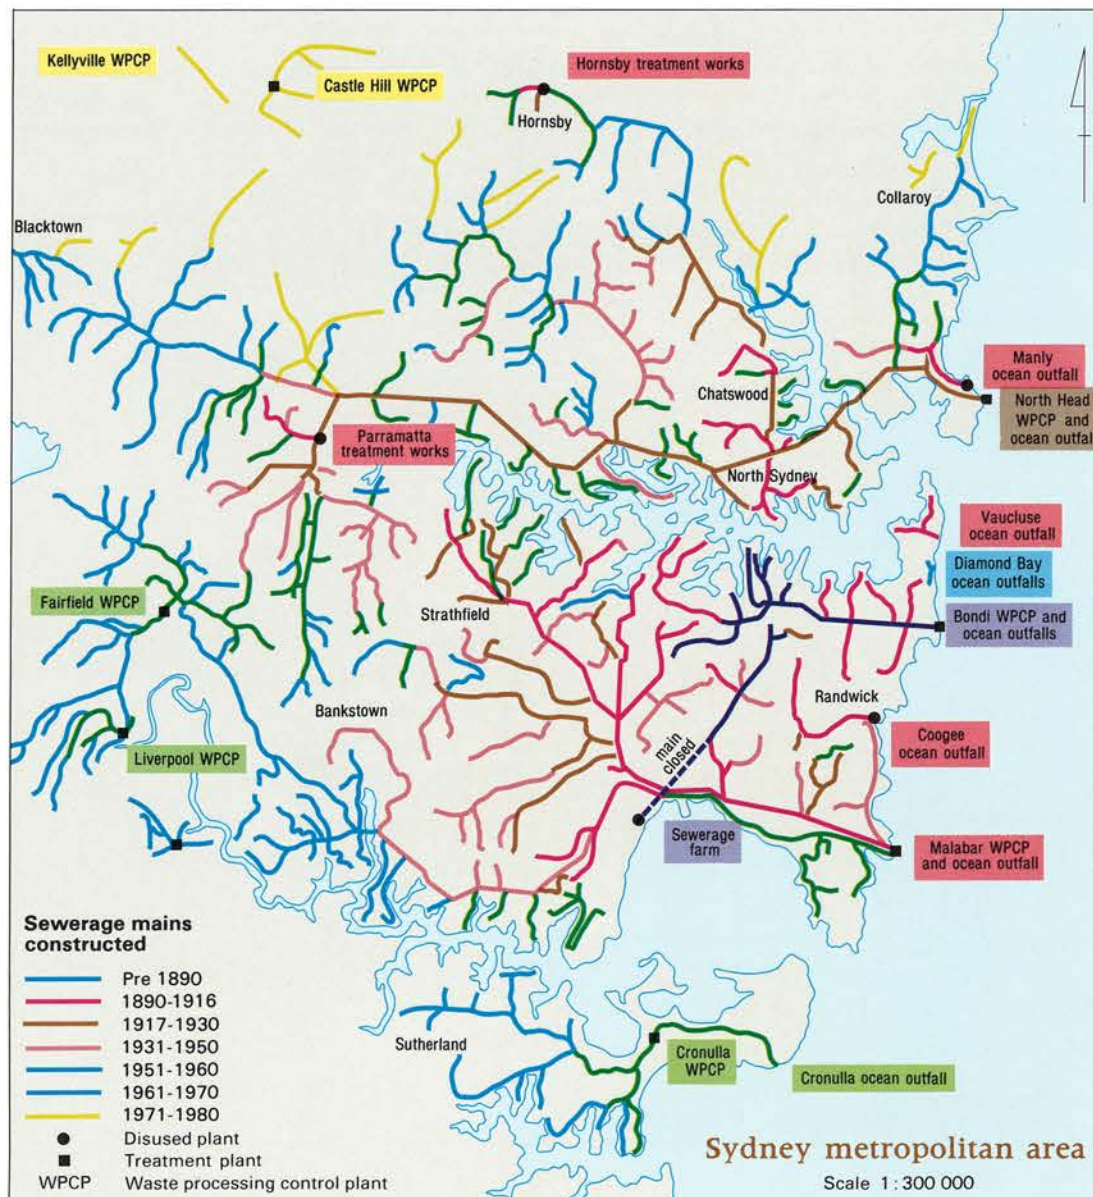 Kellyville WPCP
Castle Hill WPCP
Hornsby treatment works
Hornsby
Collaroy
Blacktown
Manly
ocean outfall
Chatswood
North Head
WPCP and
ocean outfal
Parramatta
treatment works
North Sydney
Vaucluse
ocean outfall
Diamond Bay
ocean outfalls
Fairfield WPCP
Strathfield
Bondi WPCP and
ocean outfalls
Randwick
Bankstown
Coogee
ocean outfall
main
closed
Liverpool WPCP
Sewerage
farm
Malabar WPCP
and ocean outfall
Sewerage mains
constructed
Pre 1890
1890-1916
1917-1930
1931-1950
1951-1960
1961-1970
1971-1980
Disused plant
Treatment plant
WPCP Waste processing control plant
Sutherland
Cronulla
WPCP
Cronulla ocean outfall
Sydney metropolitan area
Scale 1:300 000